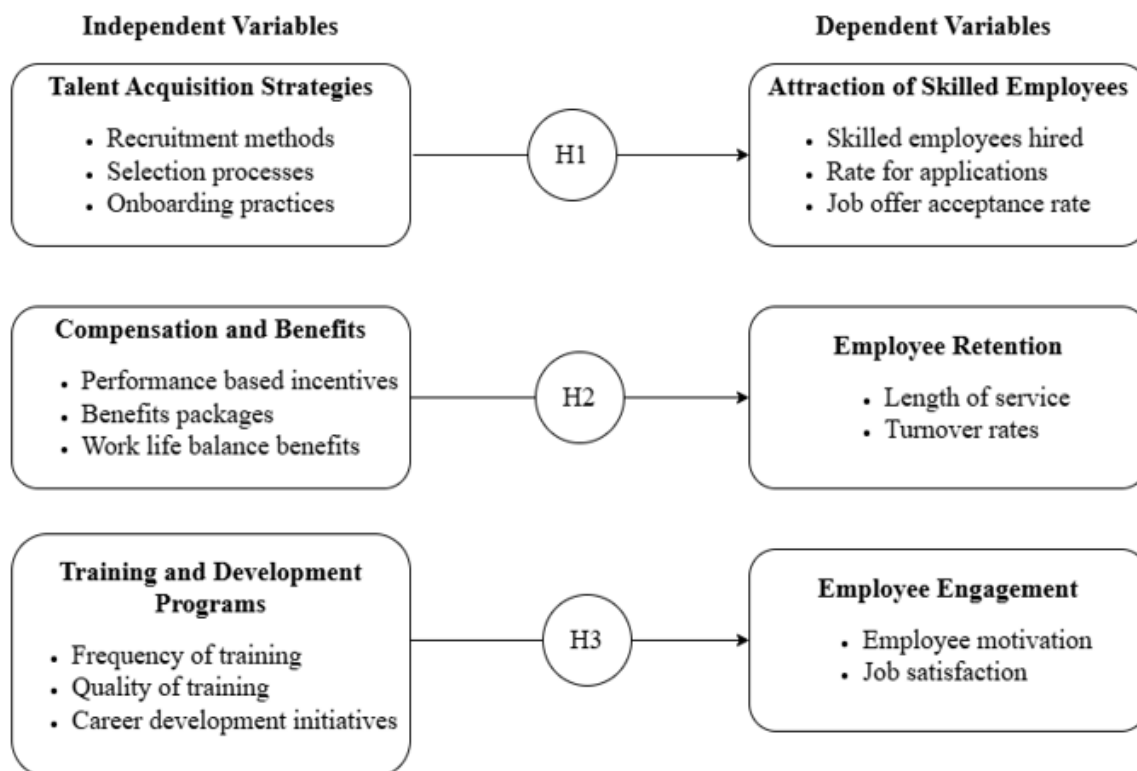 Independent Variables
Dependent Variables
Talent Acquisition Strategies
• Recruitment methods
• Selection processes
• Onboarding practices
H1
Attraction of Skilled Employees
• Skilled employees hired
• Rate for applications
• Job offer acceptance rate
Compensation and Benefits
• Performance based incentives
• Benefits packages
• Work life balance benefits
H2
Employee Retention
• Length of service
• Turnover rates
Training and Development
Programs
• Frequency of training
• Quality of training
• Career development initiatives
H3
Employee Engagement
• Employee motivation
• Job satisfaction